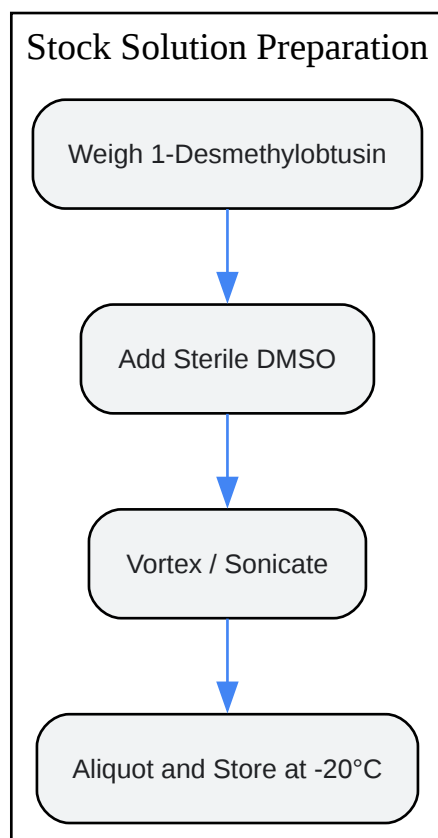 Stock Solution Preparation
Weigh 1-Desmethylobtusin
Add Sterile DMSO
Vortex / Sonicate
Aliquot and Store at -20°C